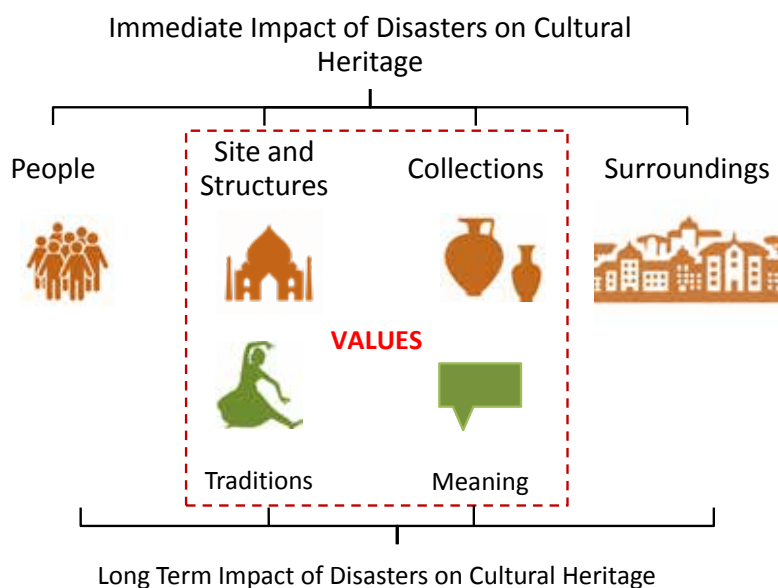 Immediate Impact of Disasters on Cultural
Heritage
People
Site and
Structures
Collections
Surroundings
VALUES
Traditions
Meaning
Long Term Impact of Disasters on Cultural Heritage